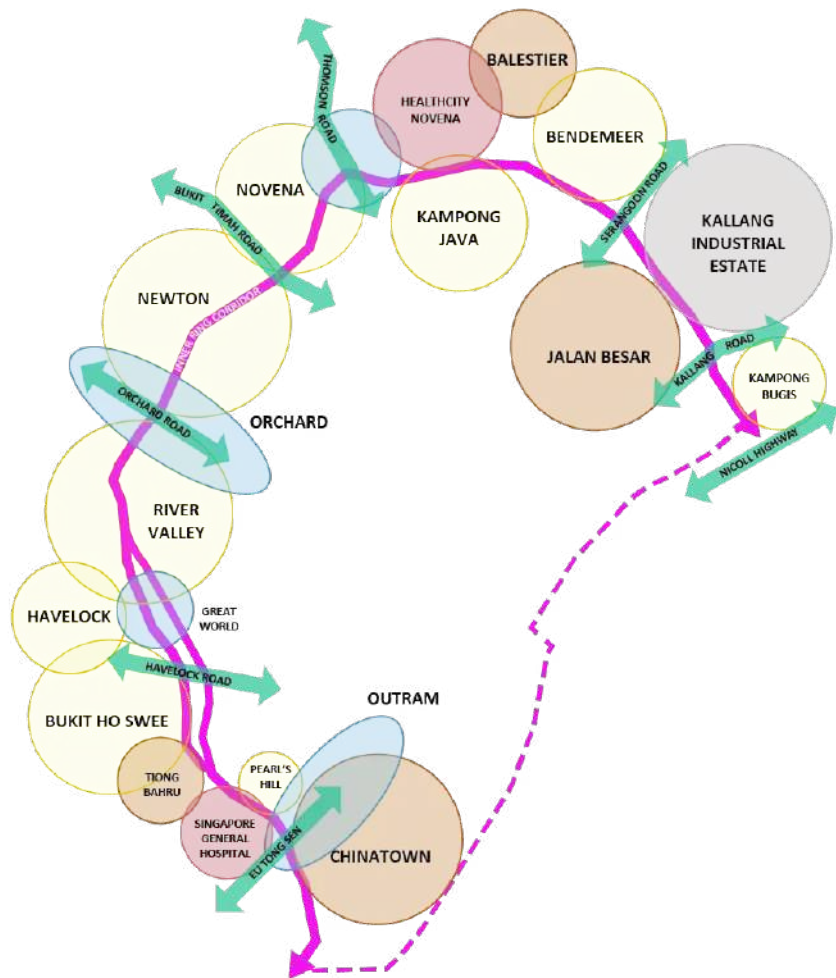 THOMSON ROAD
BALESTIER
HEALTHCITY
NOVENA
BENDEMEER
BUKIT TIMAH ROAD
NOVENA
KAMPONG
JAVA
SERANGOON ROAD
KALLANG
INDUSTRIAL
ESTATE
NEWTON
INNER RING CORRIDOR
JALAN BESAR
KALLANG ROAD
KAMPONG
BUGIS
ORCHARD ROAD
ORCHARD
NICOLL HIGHWAY
RIVER
VALLEY
HAVELOCK
GREAT
WORLD
HAVELOCK ROAD
BUKIT HO SWEE
OUTRAM
TIONG
BAHRU
PEARL'S
HILL
SINGAPORE
GENERAL
HOSPITAL
EU TONG SEN
CHINATOWN